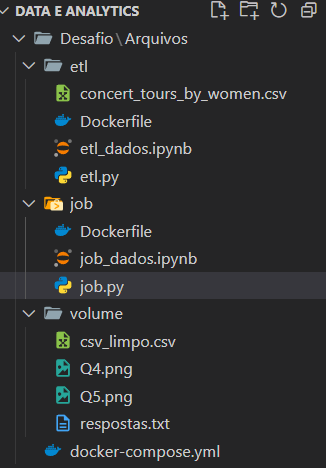 DATA E ANALYTICS
Desafio\Arquivos
etl
concert_tours_by_women.csv
Dockerfile
etl_dados.ipynb
etl.py
job
Dockerfile
job_dados.ipynb
job.py
volume
csv_limpo.csv
Q4.png
Q5.png
respostas.txt
docker-compose.yml